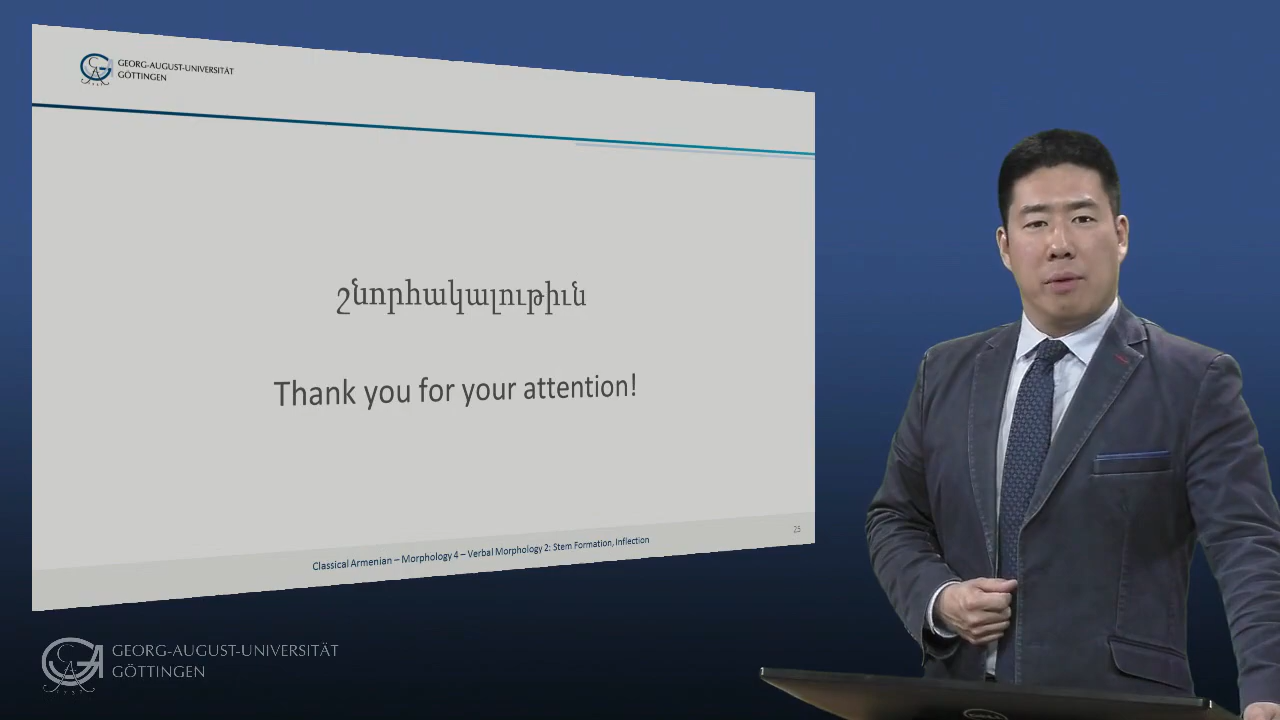 GEORG-AUGUST-UNIVERSITÄT
GÖTTINGEN
շնորհակալութիւն
Thank you for your attention!
25
Classical Armenian – Morphology 4 – Verbal Morphology 2: Stem Formation, Inflection
GEORG-AUGUST-UNIVERSITÄT
GÖTTINGEN